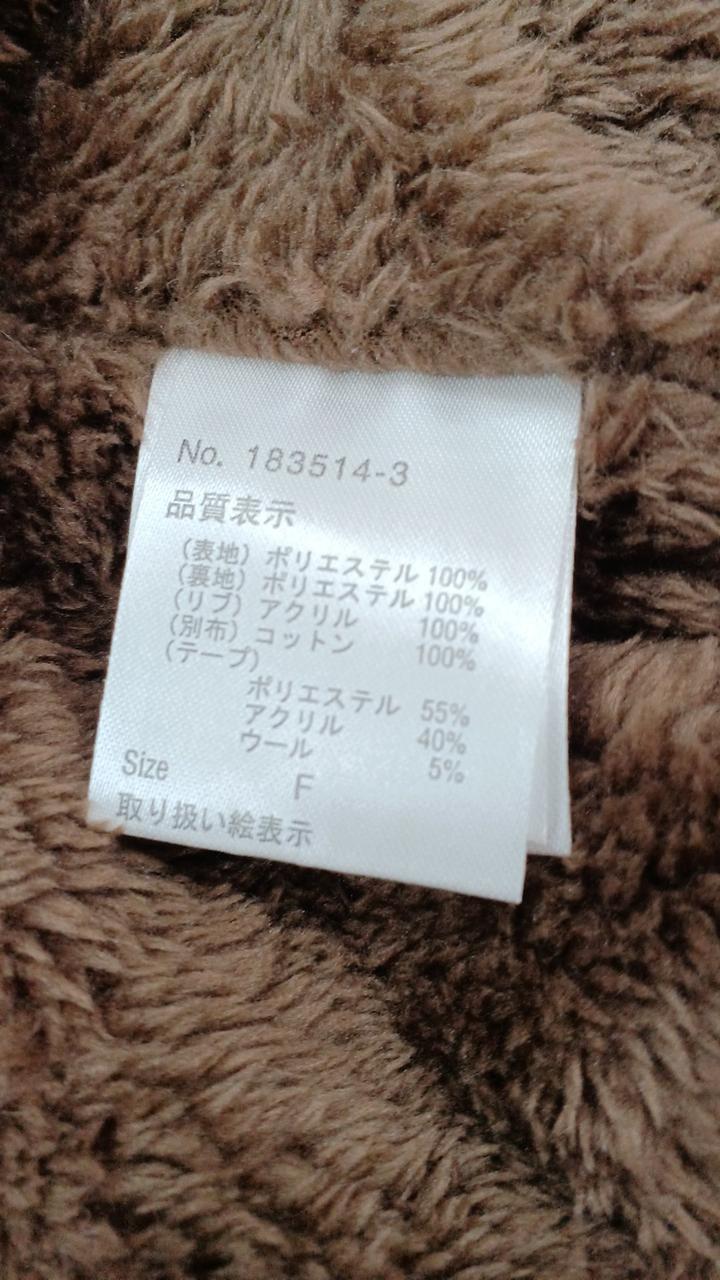 No. 183514-3
品質表示
(表地) ポリエステル 100%
(裏地) ポリエステル 100%
(リブ) アクリル 100%
(別布) コットン 100%
(テープ)
ポリエステル 55%
アクリル 40%
ウール 5%
Size F
取り扱い絵表示